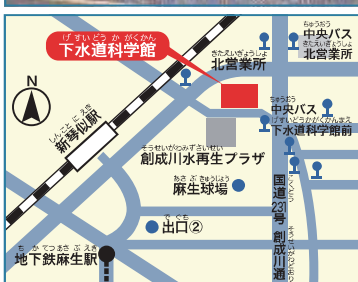 げすいどうかがくかん
下水道科学館
きたえいぎょうしょ
北営業所
ちゅうおう
中央バス
きたえいぎょうしょ
北営業所
N
しんことにえき
新琴似駅
ちゅうおう
中央バス
げすいどうかがくかんまえ
下水道科学館前
そうせいがわみずさいせい
創成川水再生プラザ
あさぶきゅうじょう
麻生球場
でぐち
出口②
ちかてつあさぶえき
地下鉄麻生駅
こくどう
国道231号
そうせいがわどおり
創成川通